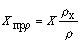 X_прρ = X ρ_X / ρ